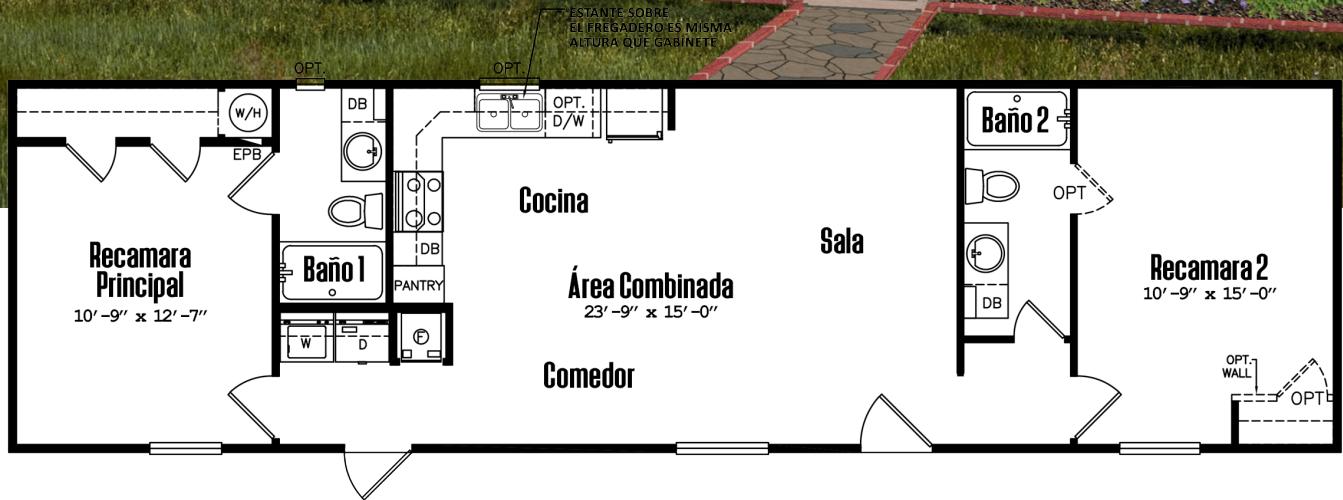 ESTANTE SOBRE
EL FREGADERO ES MISMA
ALTURA QUE GABINETE
OPT.
OPT.
W/H
EPB
DB
OPT.
D/W
Baño 2
OPT
Cocina
Sala
Recamara
Principal
10'-9" x 12'-7"
Baño 1
DB
PANTRY
Área Combinada
23'-9" x 15'-0"
DB
Recamara 2
10'-9" x 15'-0"
W
D
F
Comedor
OPT.
WALL
OPT